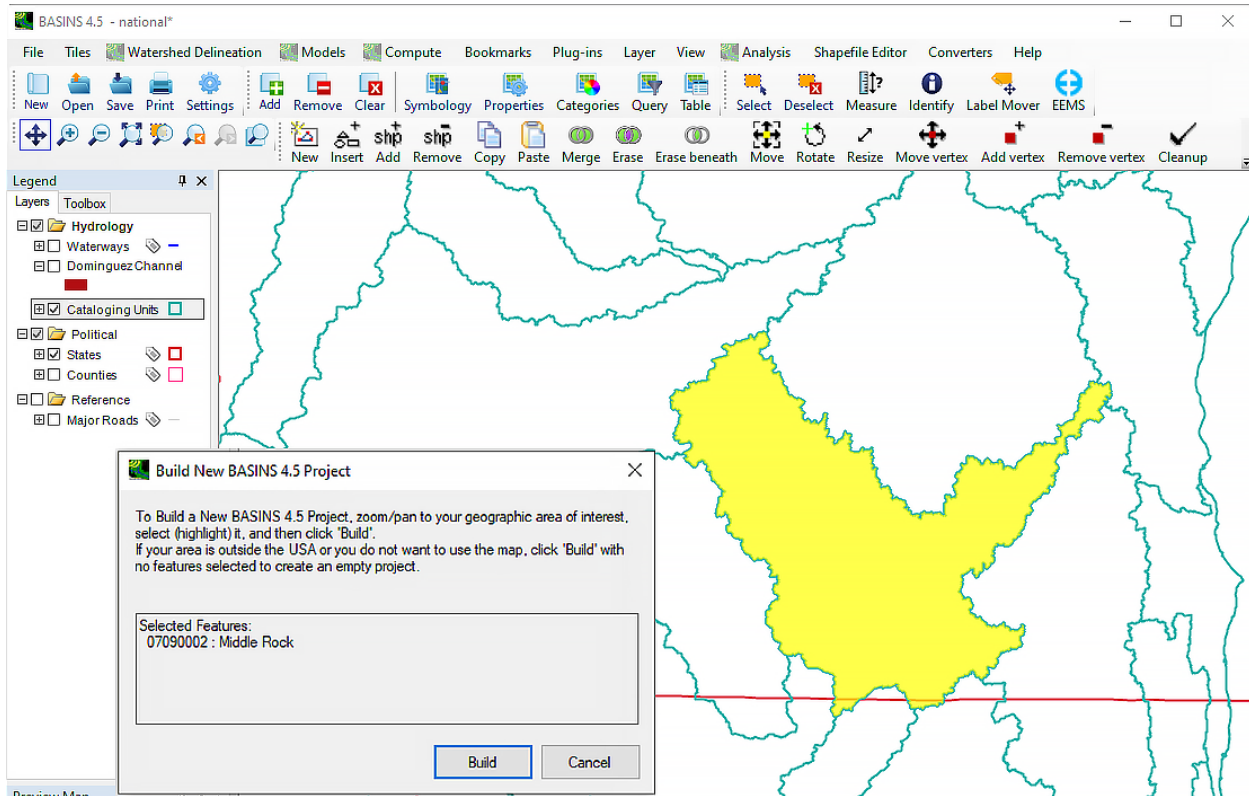 BASINS 4.5 - national*
File Tiles Watershed Delineation Models Compute Bookmarks Plug-ins Layer View Analysis Shapefile Editor Converters Help
New Open Save Print Settings Add Remove Clear Symbology Properties Categories Query Table Select Deselect Measure Identify Label Mover EEMS
shp shp
New Insert Add Remove Copy Paste Merge Erase Erase beneath Move Rotate Resize Move vertex Add vertex Remove vertex Cleanup
Legend
Layers Toolbox
Hydrology
Waterways
Dominguez Channel
Cataloging Units
Political
States
Counties
Reference
Major Roads
Build New BASINS 4.5 Project
To Build a New BASINS 4.5 Project, zoom/pan to your geographic area of interest,
select (highlight) it, and then click 'Build'.
If your area is outside the USA or you do not want to use the map, click 'Build' with
no features selected to create an empty project.
Selected Features:
07090002 : Middle Rock
Build Cancel
Preview Map